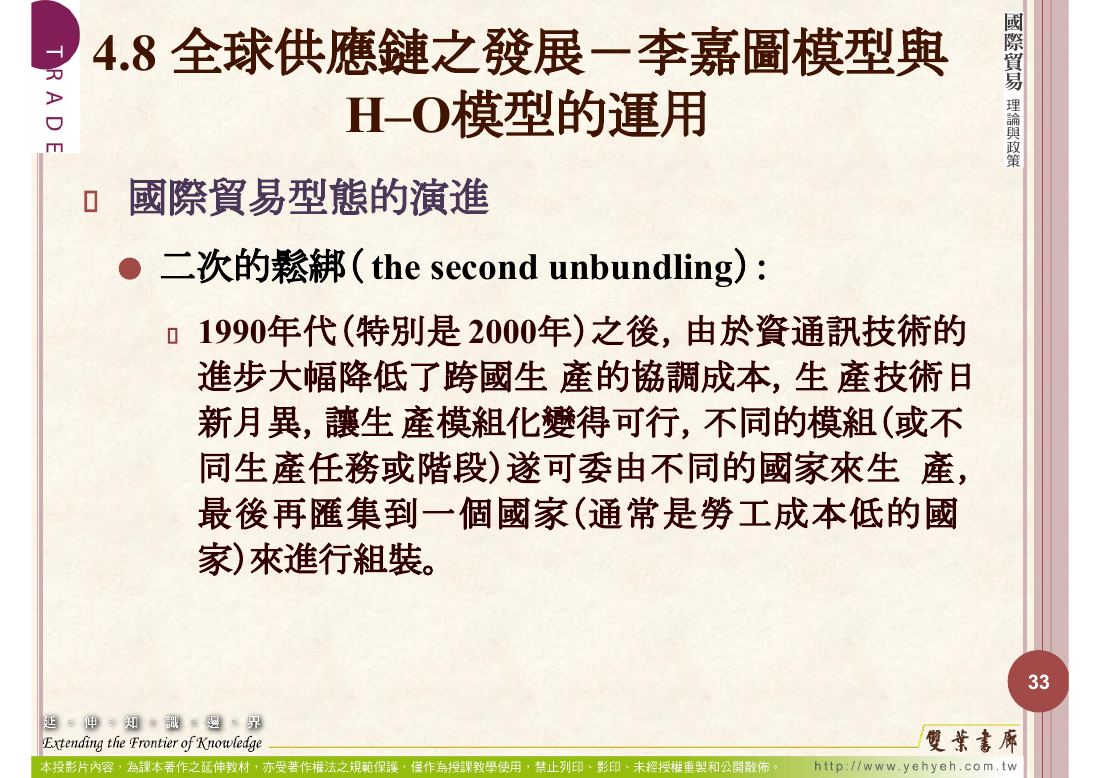 TRADE
4.8 全球供應鏈之發展－李嘉圖模型與
H–O模型的運用
國際貿易 理論與政策
國際貿易型態的演進
二次的鬆綁（the second unbundling）：
1990年代（特別是 2000年）之後，由於資通訊技術的
進步大幅降低了跨國生 產的協調成本，生 產技術日
新月異，讓生 產模組化變得可行，不同的模組（或不
同生產任務或階段）遂可委由不同的國家來生 產，
最後再匯集到一個國家（通常是勞工成本低的國
家）來進行組裝。
33
延。伸。知。識。邊。界
Extending the Frontier of Knowledge
雙葉書廊
本投影片內容，為課本著作之延伸教材，亦受著作權法之規範保護，僅作為授課教學使用，禁止列印、影印、未經授權重製和公開散佈。
http://www.yehyeh.com.tw